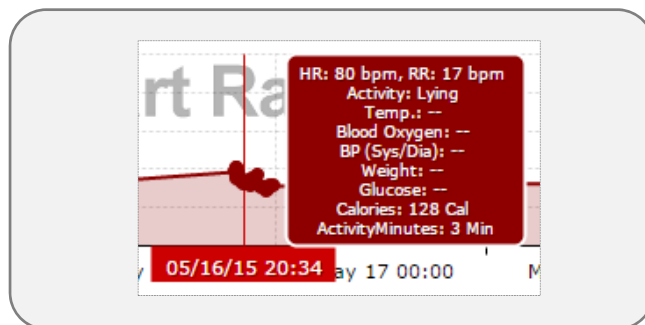 rt Ra
HR: 80 bpm, RR: 17 bpm
Activity: Lying
Temp.: --
Blood Oxygen: --
BP (Sys/Dia): --
Weight: --
Glucose: --
Calories: 128 Cal
ActivityMinutes: 3 Min
y 05/16/15 20:34 ay 17 00:00 M